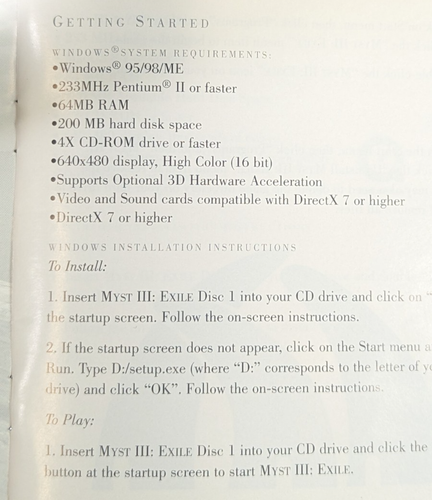 GETTING STARTED
WINDOWS® SYSTEM REQUIREMENTS:
•Windows® 95/98/ME
•233MHz Pentium® II or faster
•64MB RAM
•200 MB hard disk space
•4X CD-ROM drive or faster
•640x480 display, High Color (16 bit)
•Supports Optional 3D Hardware Acceleration
•Video and Sound cards compatible with DirectX 7 or higher
•DirectX 7 or higher
WINDOWS INSTALLATION INSTRUCTIONS
To Install:
1. Insert MYST III: EXILE Disc 1 into your CD drive and click on "
the startup screen. Follow the on-screen instructions.
2. If the startup screen does not appear, click on the Start menu a
Run. Type D:/setup.exe (where "D:" corresponds to the letter of yo
drive) and click "OK". Follow the on-screen instructions.
To Play:
1. Insert MYST III: EXILE Disc 1 into your CD drive and click the
button at the startup screen to start MYST III: EXILE.